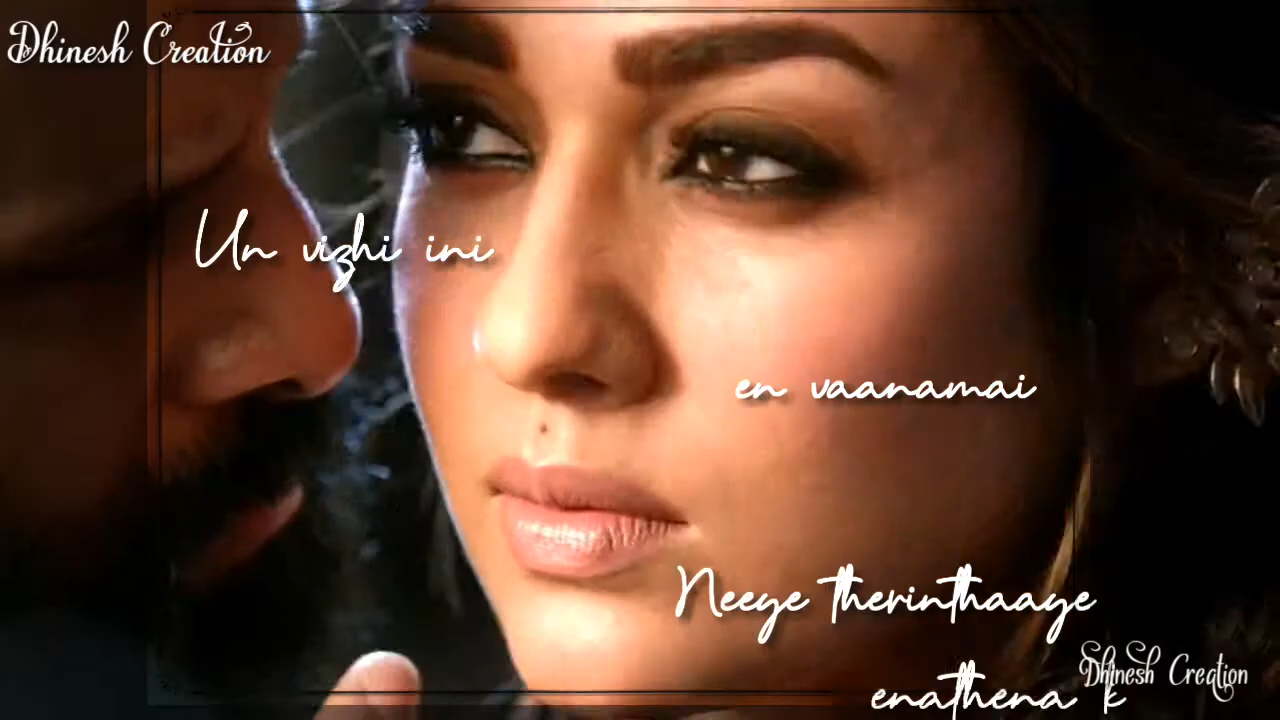 Dhinesh Creation
Un vizhi ini
en vaanamai
Neeye therinthaaye
enathena k
Dhinesh Creation